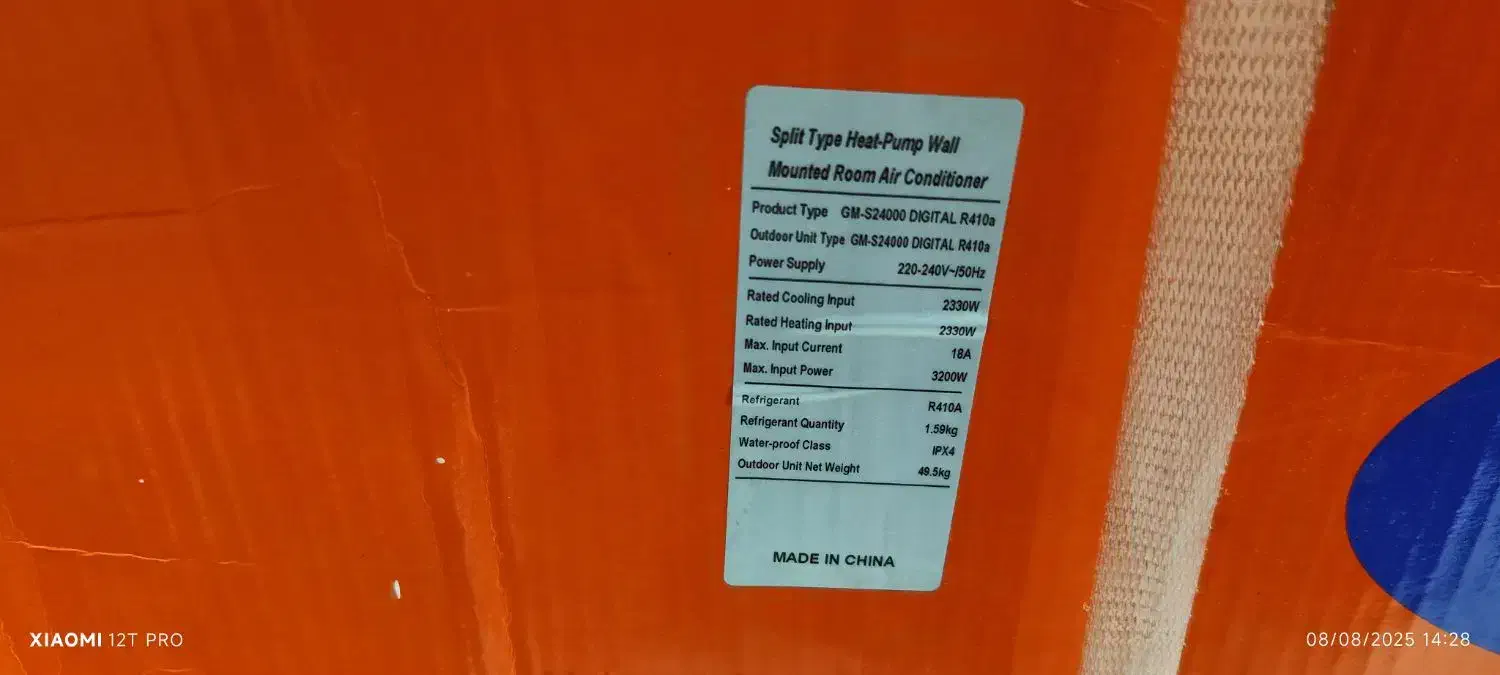 Split Type Heat-Pump Wall
Mounted Room Air Conditioner
Product Type GM-S24000 DIGITAL R410a
Outdoor Unit Type GM-S24000 DIGITAL R410a
Power Supply 220-240V~/50Hz
Rated Cooling Input 2330W
Rated Heating Input 2330W
Max. Input Current 18A
Max. Input Power 3200W
Refrigerant R410A
Refrigerant Quantity 1.59kg
Water-proof Class IPX4
Outdoor Unit Net Weight 49.5kg
MADE IN CHINA
XIAOMI 12T PRO
08/08/2025 14:28